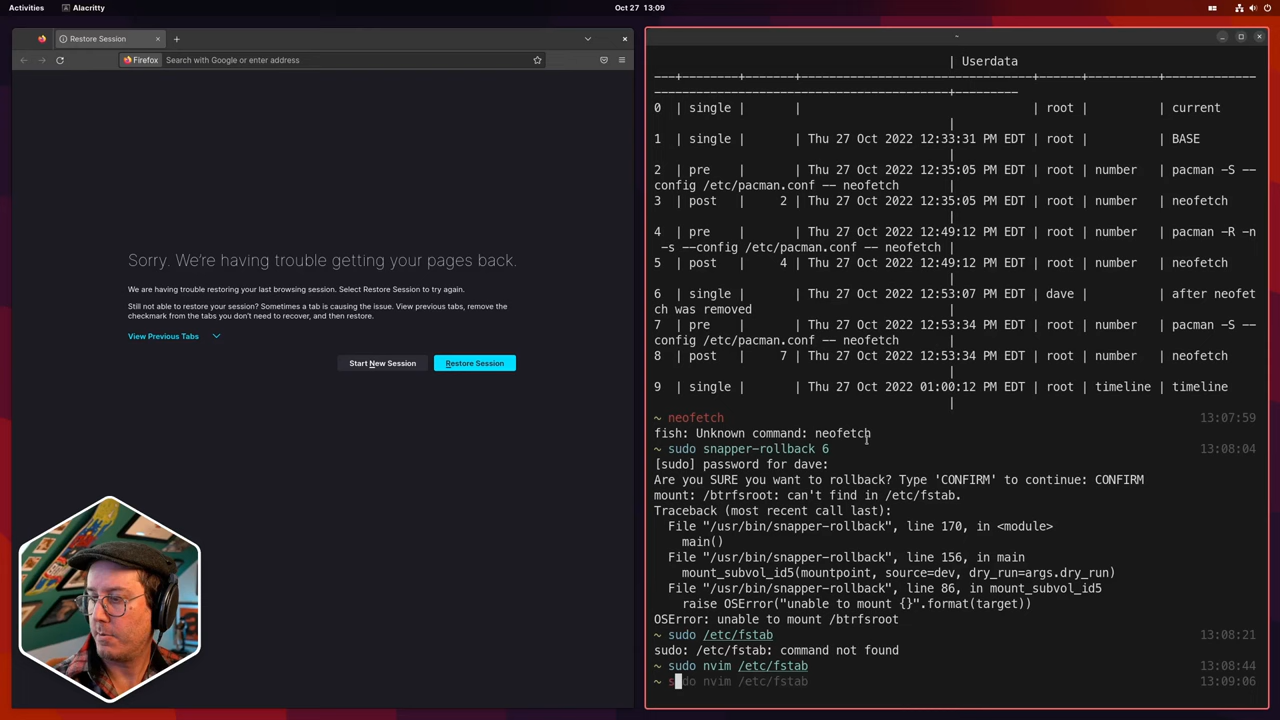 Activities Alacritty Oct 27 13:09
Restore Session
Firefox Search with Google or enter address
Sorry. We're having trouble getting your pages back.
We are having trouble restoring your last browsing session. Select Restore Session to try again.
Still not able to restore your session? Sometimes a tab is causing the issue. View previous tabs, remove the
checkmark from the tabs you don't need to recover, and then restore.
View Previous Tabs
Start New Session Restore Session
~
| Userdata
---+--------+-------+---------------------------------+------+----------+-------------
------------------------------------------+---------
0 | single | | | root | | current
|
1 | single | | Thu 27 Oct 2022 12:33:31 PM EDT | root | | BASE
|
2 | pre | | Thu 27 Oct 2022 12:35:05 PM EDT | root | number | pacman -S --
config /etc/pacman.conf -- neofetch |
3 | post | 2 | Thu 27 Oct 2022 12:35:05 PM EDT | root | number | neofetch
|
4 | pre | | Thu 27 Oct 2022 12:49:12 PM EDT | root | number | pacman -R -n
-s --config /etc/pacman.conf -- neofetch |
5 | post | 4 | Thu 27 Oct 2022 12:49:12 PM EDT | root | number | neofetch
|
6 | single | | Thu 27 Oct 2022 12:53:07 PM EDT | dave | | after neofet
ch was removed |
7 | pre | | Thu 27 Oct 2022 12:53:34 PM EDT | root | number | pacman -S --
config /etc/pacman.conf -- neofetch |
8 | post | 7 | Thu 27 Oct 2022 12:53:34 PM EDT | root | number | neofetch
|
9 | single | | Thu 27 Oct 2022 01:00:12 PM EDT | root | timeline | timeline
|
~ neofetch 13:07:59
fish: Unknown command: neofetch
~ sudo snapper-rollback 6 13:08:04
[sudo] password for dave:
Are you SURE you want to rollback? Type 'CONFIRM' to continue: CONFIRM
mount: /btrfsroot: can't find in /etc/fstab.
Traceback (most recent call last):
File "/usr/bin/snapper-rollback", line 170, in <module>
main()
File "/usr/bin/snapper-rollback", line 156, in main
mount_subvol_id5(mountpoint, source=dev, dry_run=args.dry_run)
File "/usr/bin/snapper-rollback", line 86, in mount_subvol_id5
raise OSError("unable to mount {}".format(target))
OSError: unable to mount /btrfsroot
~ sudo /etc/fstab 13:08:21
sudo: /etc/fstab: command not found
~ sudo nvim /etc/fstab 13:08:44
~ sudo nvim /etc/fstab 13:09:06